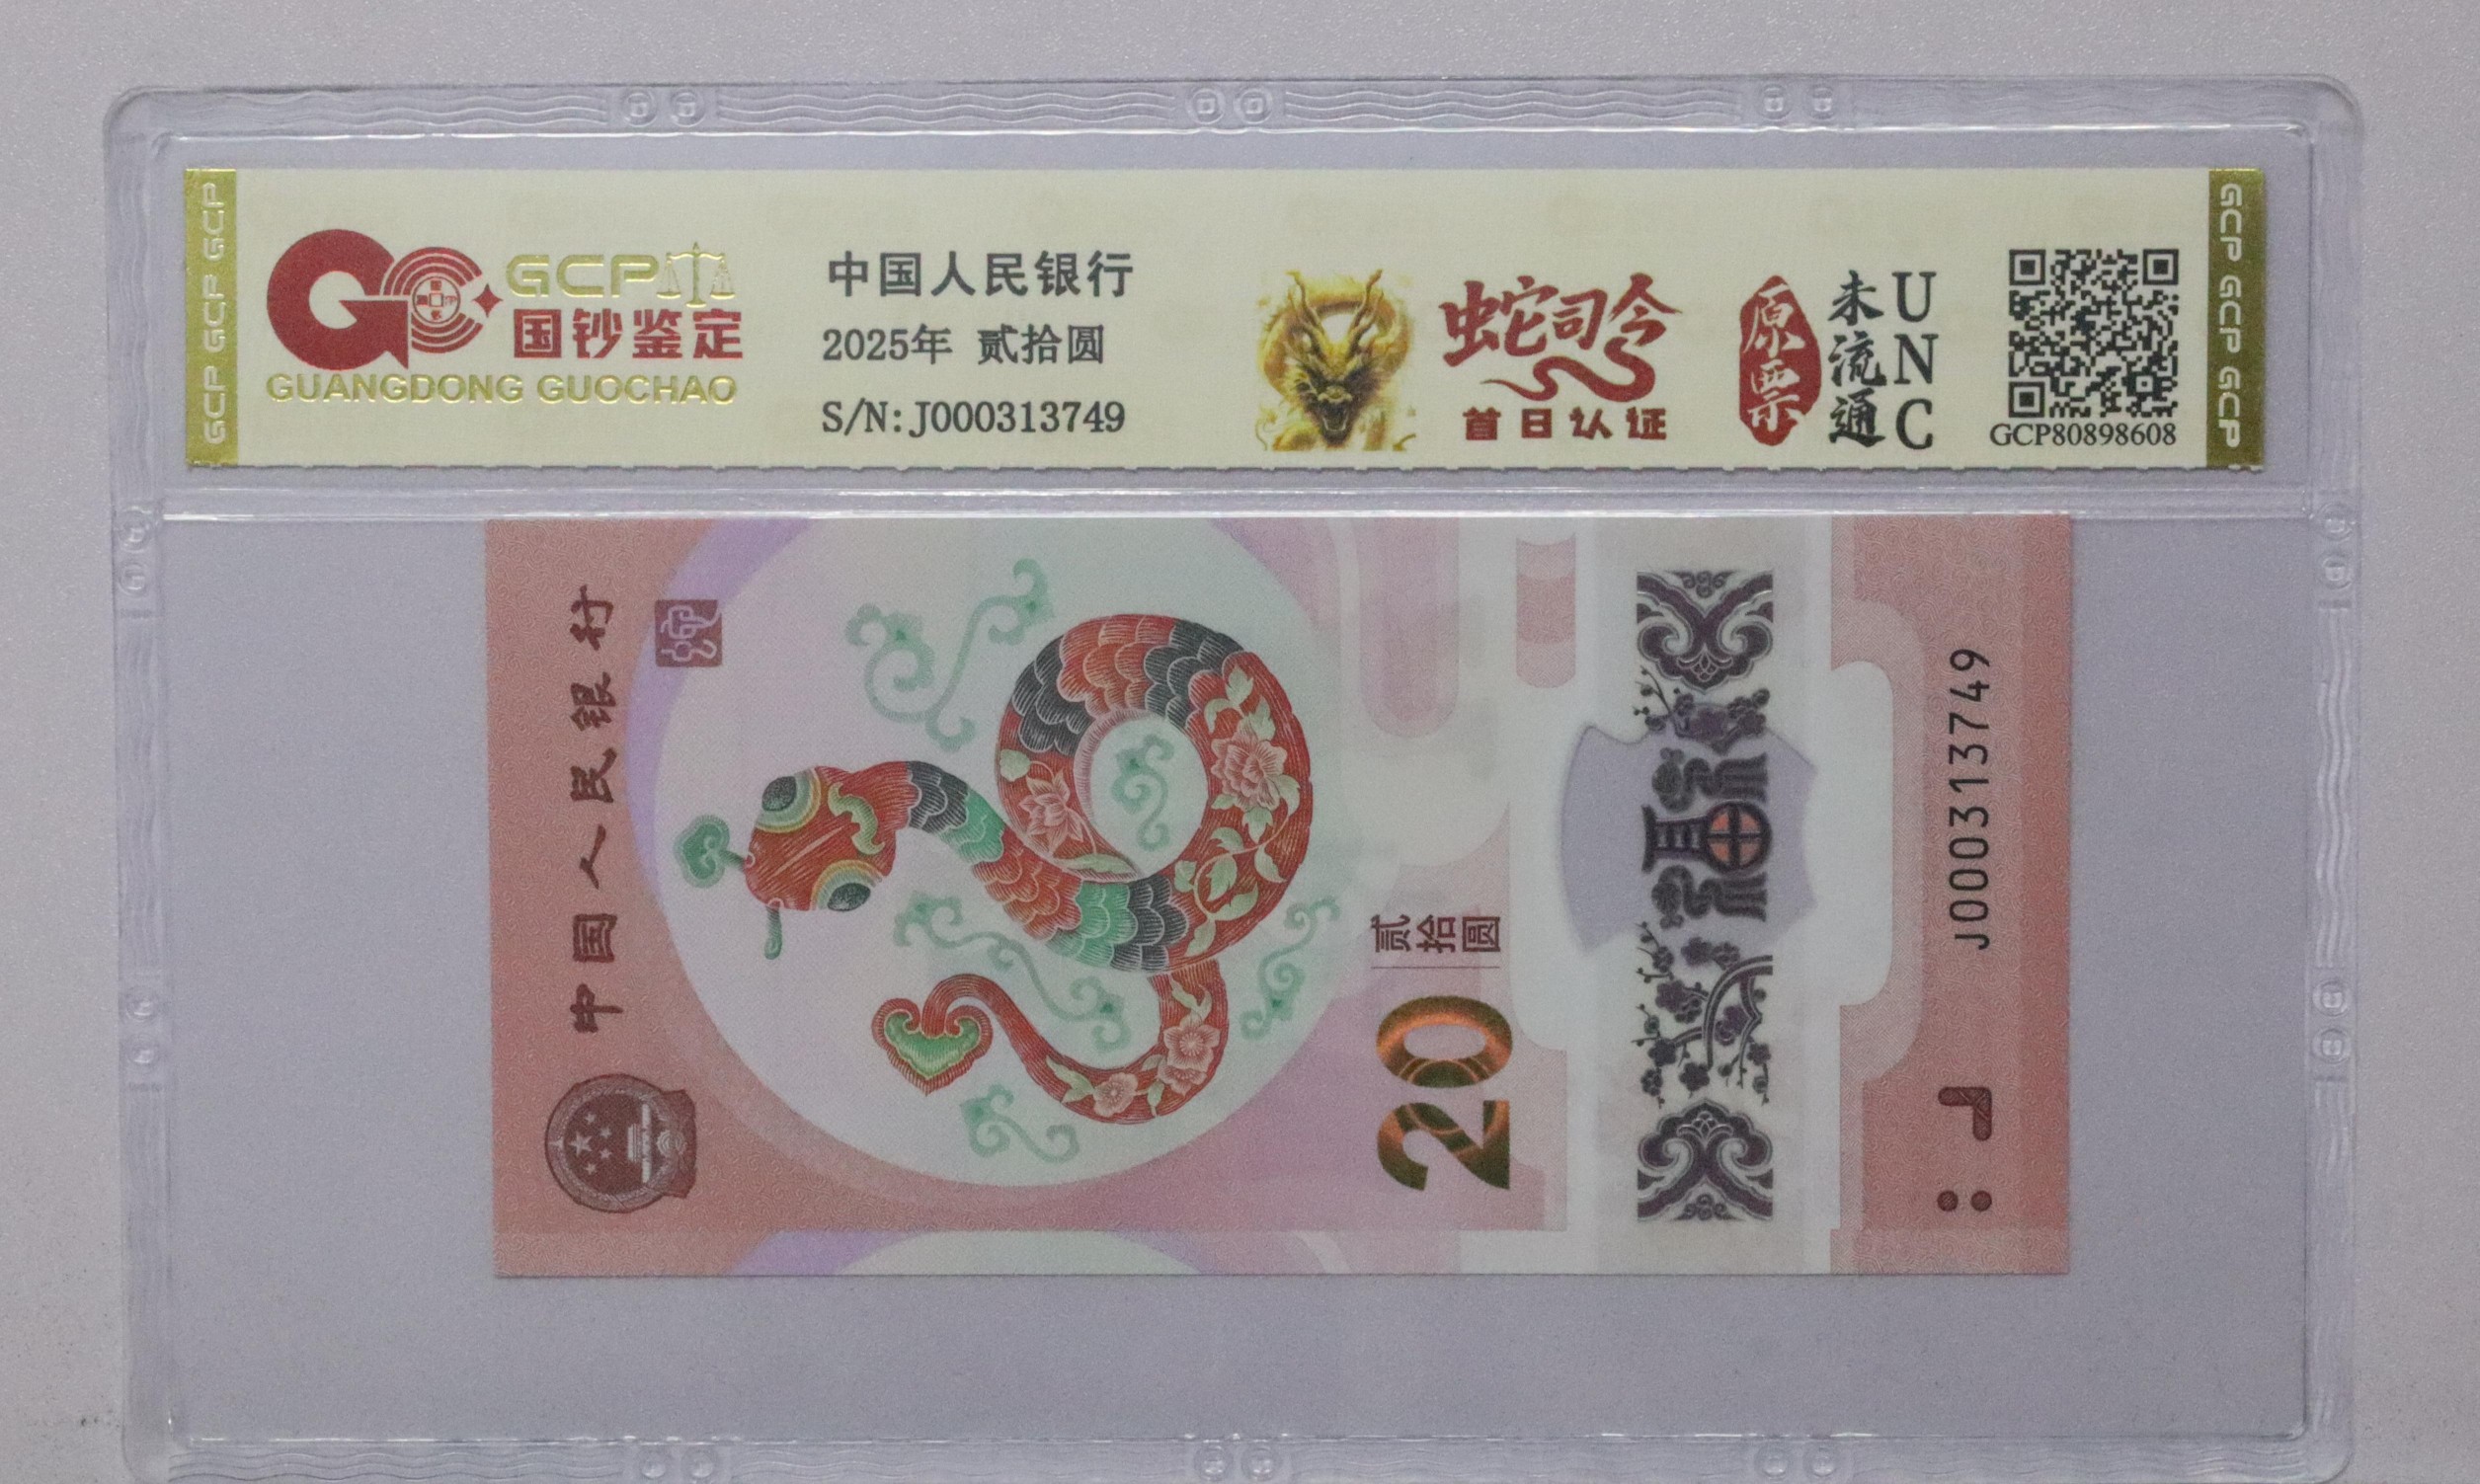 GCP GCP GCP
GCP
国钞鉴定
GUANGDONG GUOCHAO
中国人民银行
2025年 贰拾圆
S/N:J000313749
蛇司令
首日认证
原票
未流通
UNC
GCP80898608
GCP GCP GCP
中国人民银行
20
贰拾圆
福
J000313749